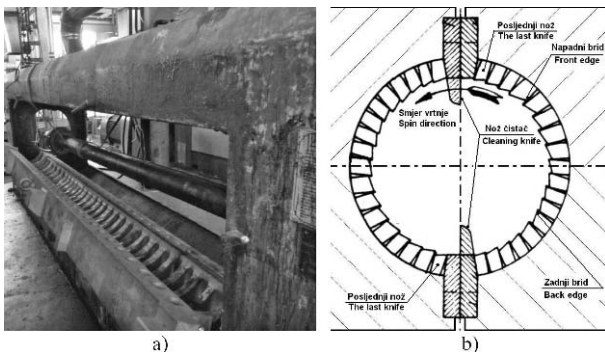 Posljednji nož
The last knife
Napadni brid
Front edge
Smjer vrtnje
Spin direction
Nož čistač
Cleaning knife
Zadnji brid
Back edge
Posljednji nož
The last knife
a)
b)